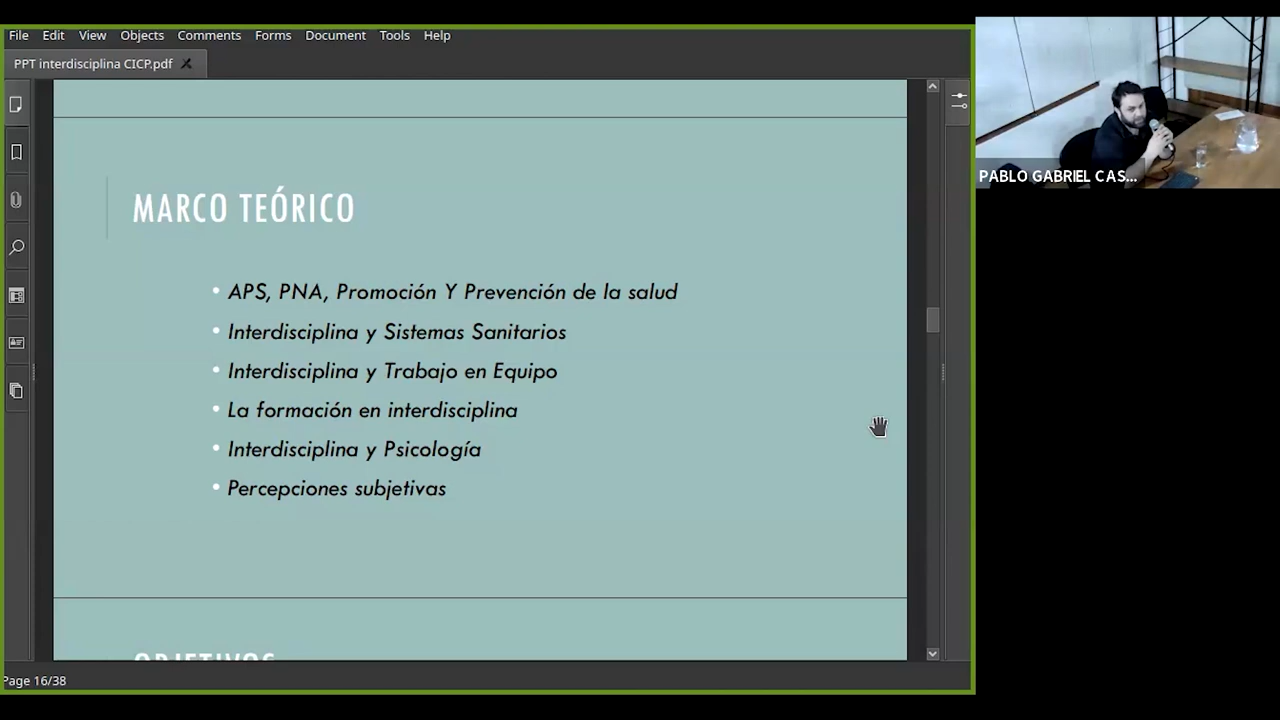 File Edit View Objects Comments Forms Document Tools Help
PPT interdisciplina CICP.pdf
MARCO TEÓRICO
• APS, PNA, Promoción Y Prevención de la salud
• Interdisciplina y Sistemas Sanitarios
• Interdisciplina y Trabajo en Equipo
• La formación en interdisciplina
• Interdisciplina y Psicología
• Percepciones subjetivas
OBJETIVOS
Page 16/38
PABLO GABRIEL CAS...